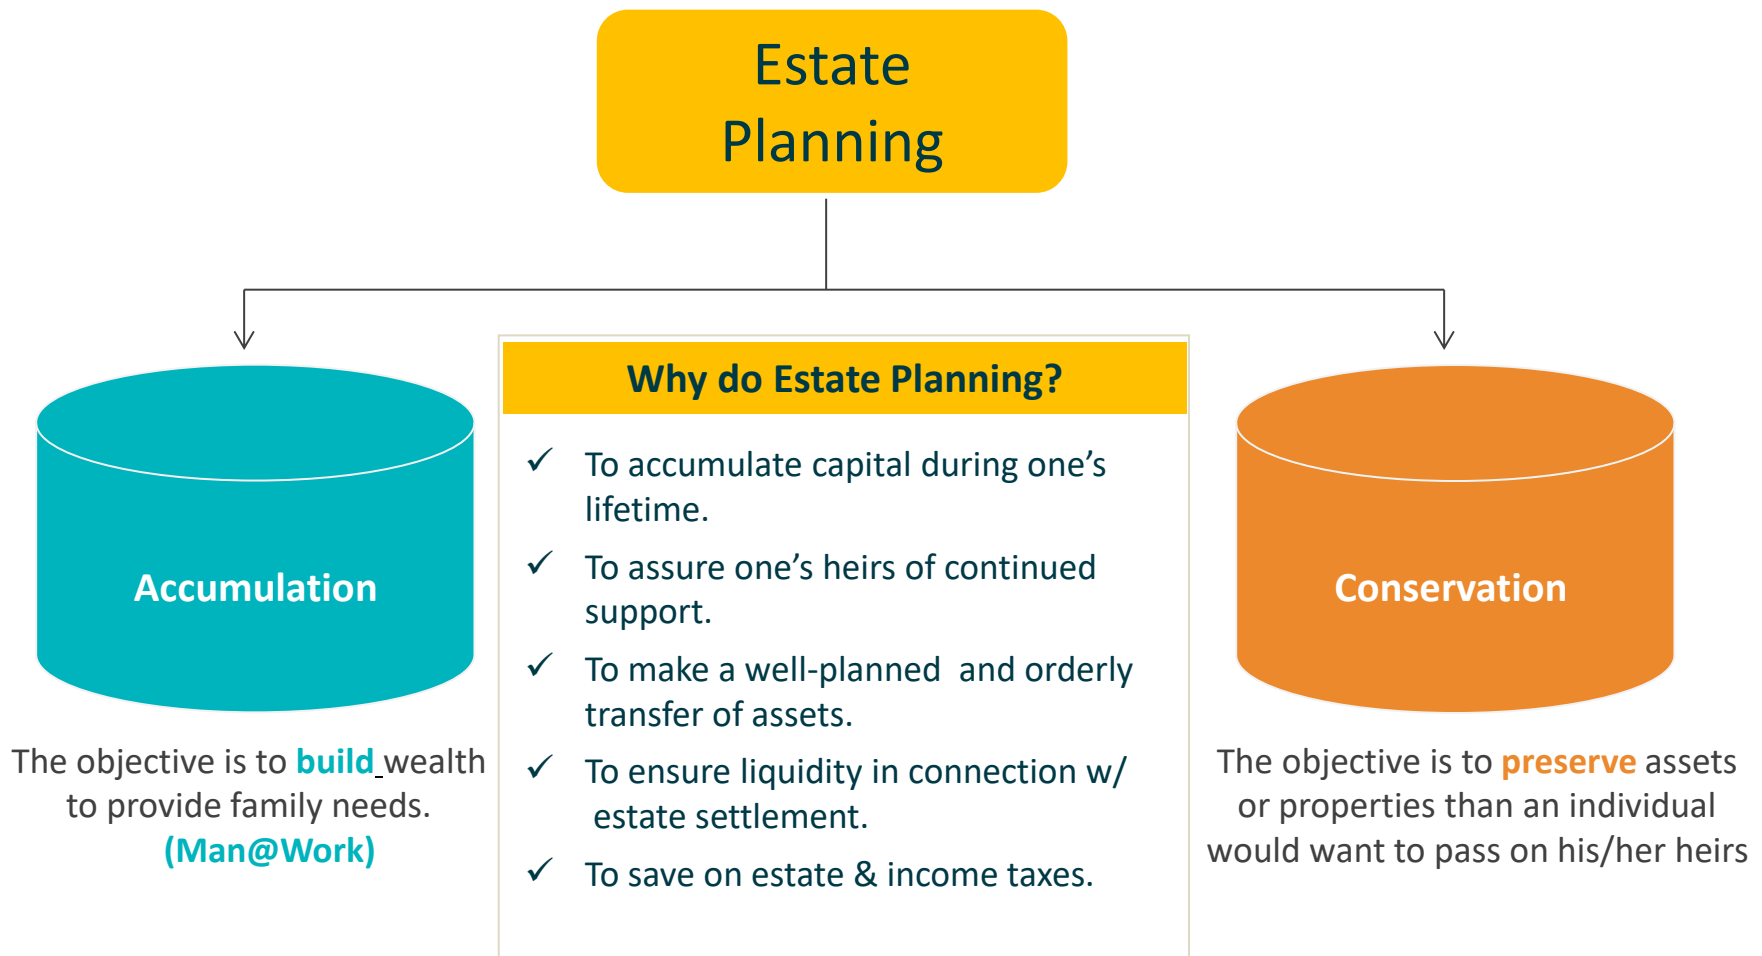 Estate
Planning
Why do Estate Planning?
✓ To accumulate capital during one’s
lifetime.
✓ To assure one’s heirs of continued
support.
✓ To make a well-planned  and orderly
transfer of assets.
✓ To ensure liquidity in connection w/
estate settlement.
✓ To save on estate & income taxes.
Accumulation
The objective is to build wealth
to provide family needs.
(Man@Work)
Conservation
The objective is to preserve assets
or properties than an individual
would want to pass on his/her heirs